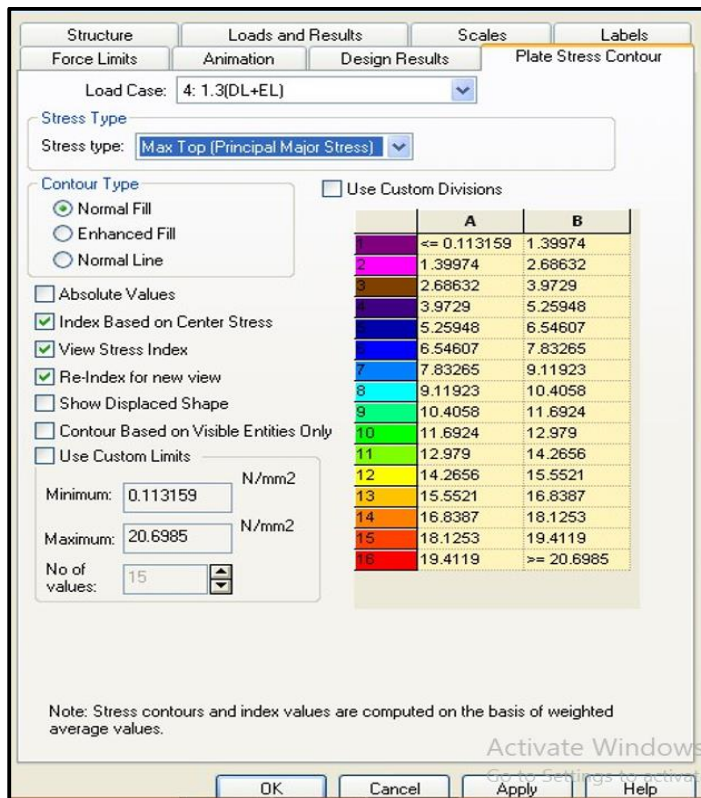 Structure Loads and Results Scales Labels
Force Limits Animation Design Results Plate Stress Contour
Load Case: 4: 1.3(DL+EL)
Stress Type
Stress type: Max Top (Principal Major Stress)
Contour Type
Normal Fill
Enhanced Fill
Normal Line
Use Custom Divisions
A B
1 <= 0.113159 1.39974
2 1.39974 2.68632
3 2.68632 3.9729
4 3.9729 5.25948
5 5.25948 6.54607
6 6.54607 7.83265
7 7.83265 9.11923
8 9.11923 10.4058
9 10.4058 11.6924
10 11.6924 12.979
11 12.979 14.2656
12 14.2656 15.5521
13 15.5521 16.8387
14 16.8387 18.1253
15 18.1253 19.4119
16 19.4119 >= 20.6985
Absolute Values
Index Based on Center Stress
View Stress Index
Re-Index for new view
Show Displaced Shape
Contour Based on Visible Entities Only
Use Custom Limits
Minimum: 0.113159 N/mm2
Maximum: 20.6985 N/mm2
No of
values: 15
Note: Stress contours and index values are computed on the basis of weighted
average values.
Activate Windows
Go to Settings to activat
OK Cancel Apply Help